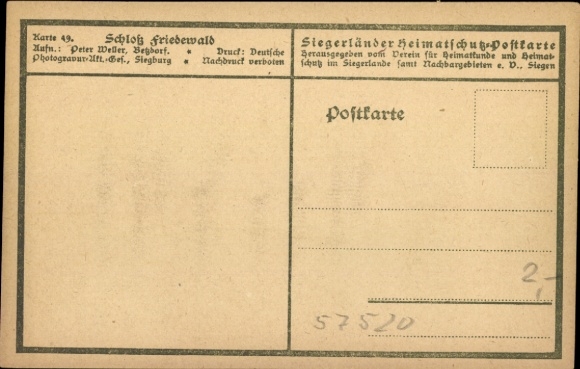 Karte 49. Schloß Friedewald
Aufn.: Peter Weller, Betzdorf. * Druck: Deutsche
Photogravur-Akt.-Ges., Siegburg * Nachdruck verboten
Siegerländer Heimatschutz-Postkarte
Herausgegeben vom Verein für Heimatkunde und Heimat-
schutz im Siegerlande samt Nachbargebieten e. V., Siegen
Postkarte
2,-
57520